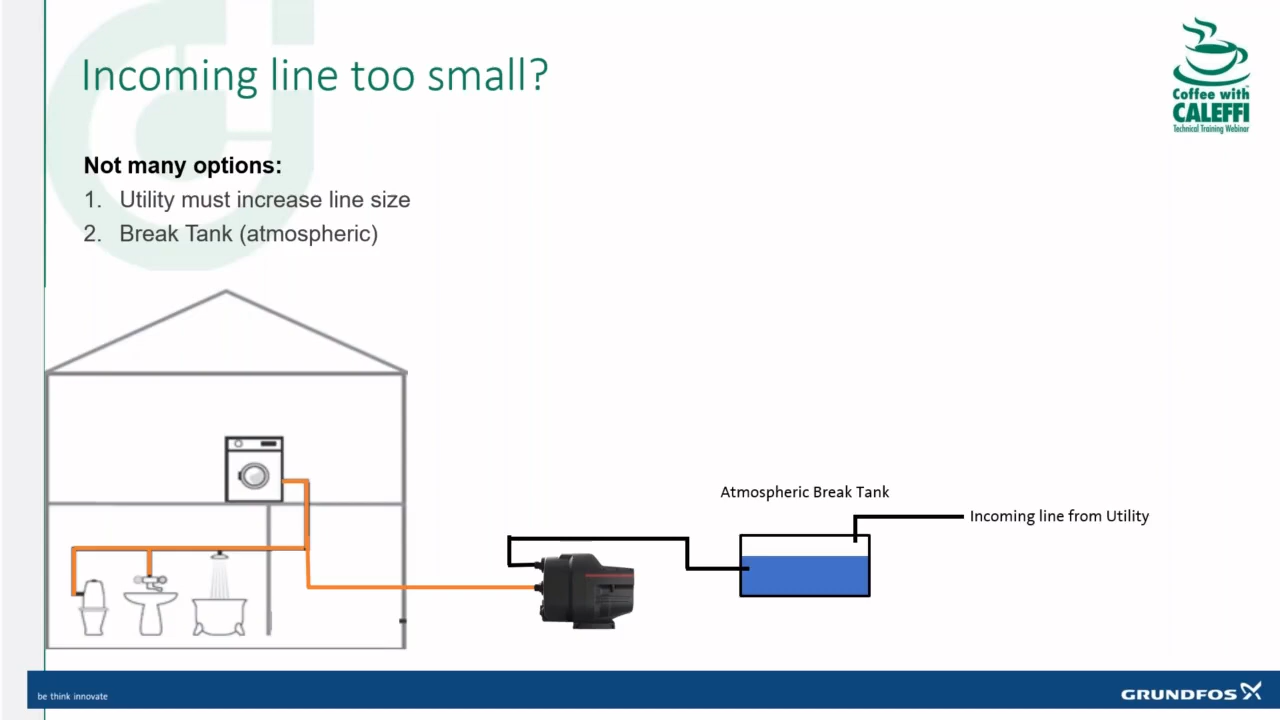 Incoming line too small?
Coffee with
CALEFFI
Technical Training Webinar
Not many options:
1. Utility must increase line size
2. Break Tank (atmospheric)
Atmospheric Break Tank
Incoming line from Utility
be think innovate
GRUNDFOS